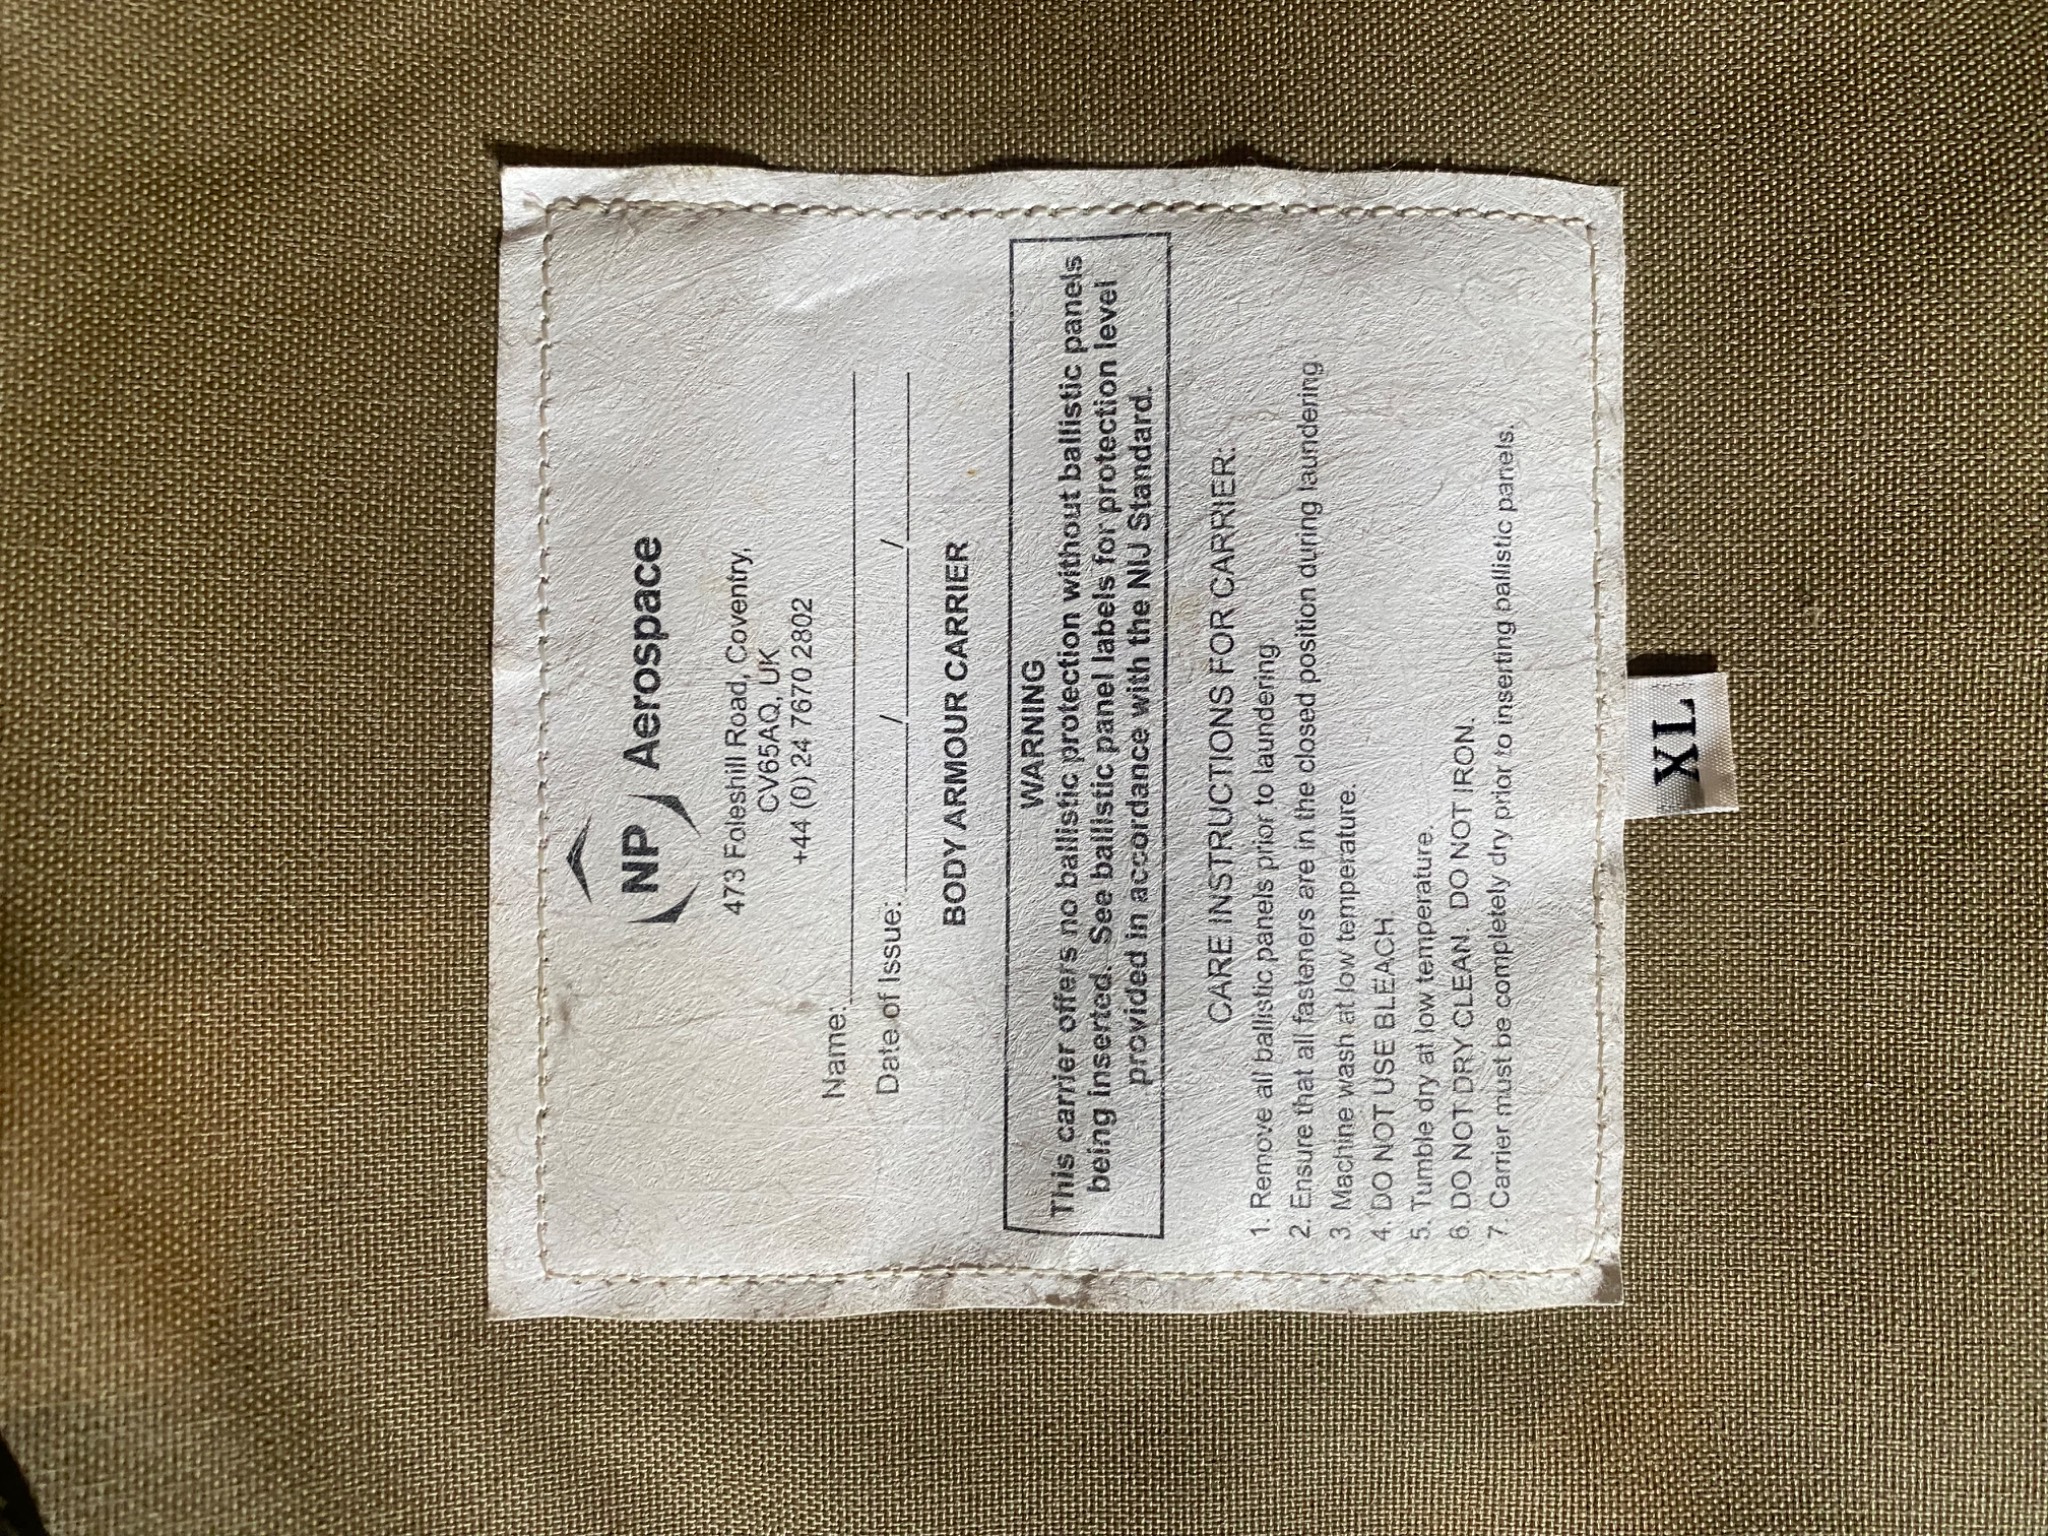 NP Aerospace
473 Foleshill Road, Coventry,
CV65AQ, UK
+44 (0) 24 7670 2802
Name:
Date of Issue: / /
BODY ARMOUR CARRIER
WARNING
This carrier offers no ballistic protection without ballistic panels
being inserted. See ballistic panel labels for protection level
provided in accordance with the NIJ Standard.
CARE INSTRUCTIONS FOR CARRIER:
1. Remove all ballistic panels prior to laundering
2. Ensure that all fasteners are in the closed position during laundering
3. Machine wash at low temperature.
4. DO NOT USE BLEACH
5. Tumble dry at low temperature.
6. DO NOT DRY CLEAN. DO NOT IRON.
7. Carrier must be completely dry prior to inserting ballistic panels.
XL